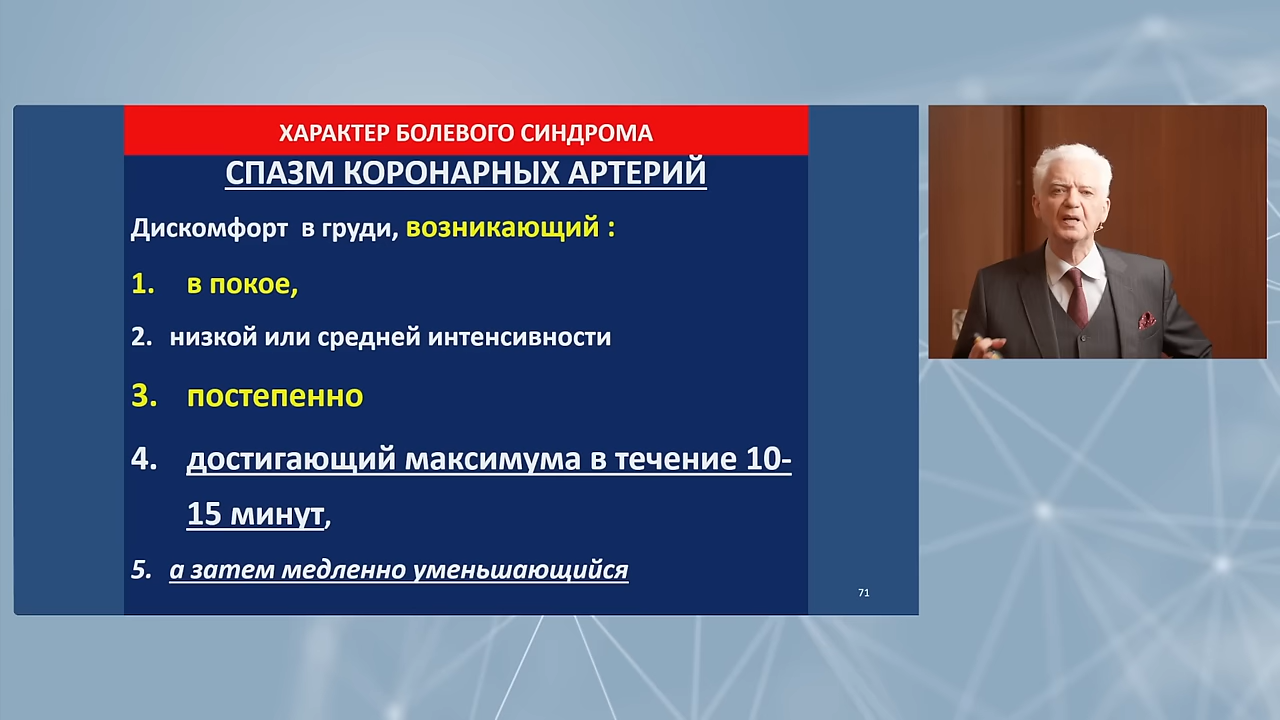 ХАРАКТЕР БОЛЕВОГО СИНДРОМА
СПАЗМ КОРОНАРНЫХ АРТЕРИЙ
Дискомфорт в груди, возникающий :
1. в покое,
2. низкой или средней интенсивности
3. постепенно
4. достигающий максимума в течение 10-
15 минут,
5. а затем медленно уменьшающийся
71